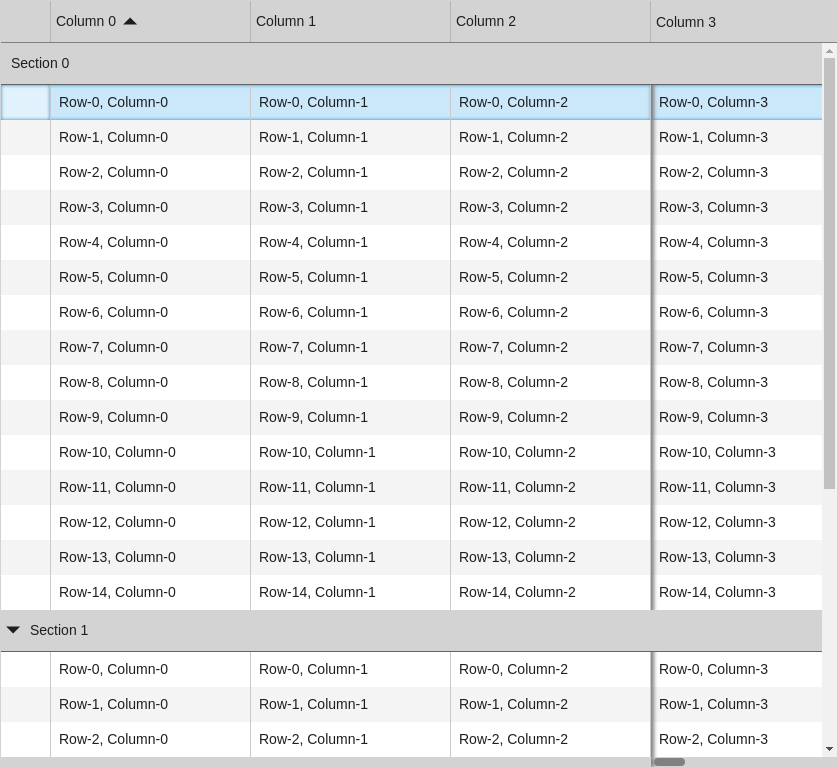 Column 0 Column 1 Column 2 Column 3
Section 0
Row-0, Column-0 Row-0, Column-1 Row-0, Column-2 Row-0, Column-3
Row-1, Column-0 Row-1, Column-1 Row-1, Column-2 Row-1, Column-3
Row-2, Column-0 Row-2, Column-1 Row-2, Column-2 Row-2, Column-3
Row-3, Column-0 Row-3, Column-1 Row-3, Column-2 Row-3, Column-3
Row-4, Column-0 Row-4, Column-1 Row-4, Column-2 Row-4, Column-3
Row-5, Column-0 Row-5, Column-1 Row-5, Column-2 Row-5, Column-3
Row-6, Column-0 Row-6, Column-1 Row-6, Column-2 Row-6, Column-3
Row-7, Column-0 Row-7, Column-1 Row-7, Column-2 Row-7, Column-3
Row-8, Column-0 Row-8, Column-1 Row-8, Column-2 Row-8, Column-3
Row-9, Column-0 Row-9, Column-1 Row-9, Column-2 Row-9, Column-3
Row-10, Column-0 Row-10, Column-1 Row-10, Column-2 Row-10, Column-3
Row-11, Column-0 Row-11, Column-1 Row-11, Column-2 Row-11, Column-3
Row-12, Column-0 Row-12, Column-1 Row-12, Column-2 Row-12, Column-3
Row-13, Column-0 Row-13, Column-1 Row-13, Column-2 Row-13, Column-3
Row-14, Column-0 Row-14, Column-1 Row-14, Column-2 Row-14, Column-3
Section 1
Row-0, Column-0 Row-0, Column-1 Row-0, Column-2 Row-0, Column-3
Row-1, Column-0 Row-1, Column-1 Row-1, Column-2 Row-1, Column-3
Row-2, Column-0 Row-2, Column-1 Row-2, Column-2 Row-2, Column-3